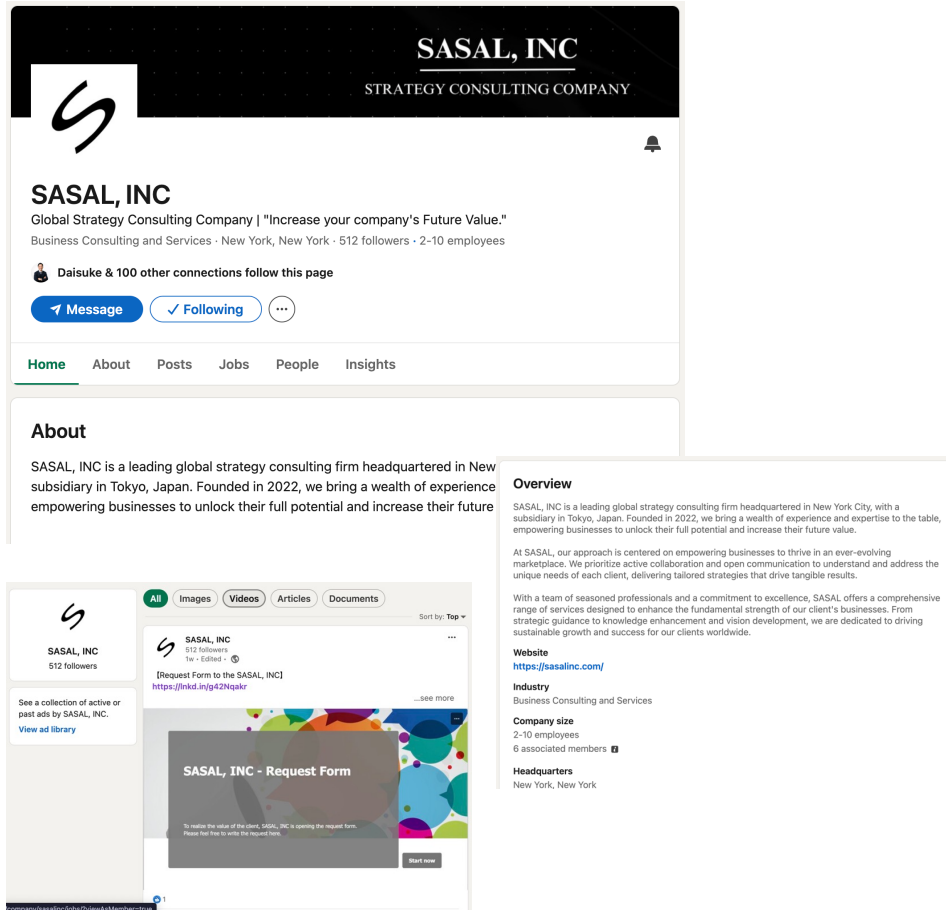 SASAL, INC
STRATEGY CONSULTING COMPANY
SASAL, INC
Global Strategy Consulting Company | "Increase your company's Future Value."
Business Consulting and Services · New York, New York · 512 followers · 2-10 employees
Daisuke & 100 other connections follow this page
Message
Following
Home About Posts Jobs People Insights
About
SASAL, INC is a leading global strategy consulting firm headquartered in New
subsidiary in Tokyo, Japan. Founded in 2022, we bring a wealth of experience
empowering businesses to unlock their full potential and increase their future
Overview
SASAL, INC is a leading global strategy consulting firm headquartered in New York City, with a
subsidiary in Tokyo, Japan. Founded in 2022, we bring a wealth of experience and expertise to the table,
empowering businesses to unlock their full potential and increase their future value.
At SASAL, our approach is centered on empowering businesses to thrive in an ever-evolving
marketplace. We prioritize active collaboration and open communication to understand and address the
unique needs of each client, delivering tailored strategies that drive tangible results.
With a team of seasoned professionals and a commitment to excellence, SASAL offers a comprehensive
range of services designed to enhance the fundamental strength of our client's businesses. From
strategic guidance to knowledge enhancement and vision development, we are dedicated to driving
sustainable growth and success for our clients worldwide.
Website
https://sasalinc.com/
Industry
Business Consulting and Services
Company size
2-10 employees
6 associated members
Headquarters
New York, New York
SASAL, INC
512 followers
See a collection of active or
past ads by SASAL, INC.
View ad library
All Images Videos Articles Documents
Sort by: Top
SASAL, INC
512 followers
1w · Edited ·
【Request Form to the SASAL, INC】
https://lnkd.in/g42Nqakr
...see more
SASAL, INC - Request Form
To realize the value of the client, SASAL, INC is opening the request form.
Please feel free to write the request here.
Start now
1
company/sasalinc/jobs/?viewAsMember=true